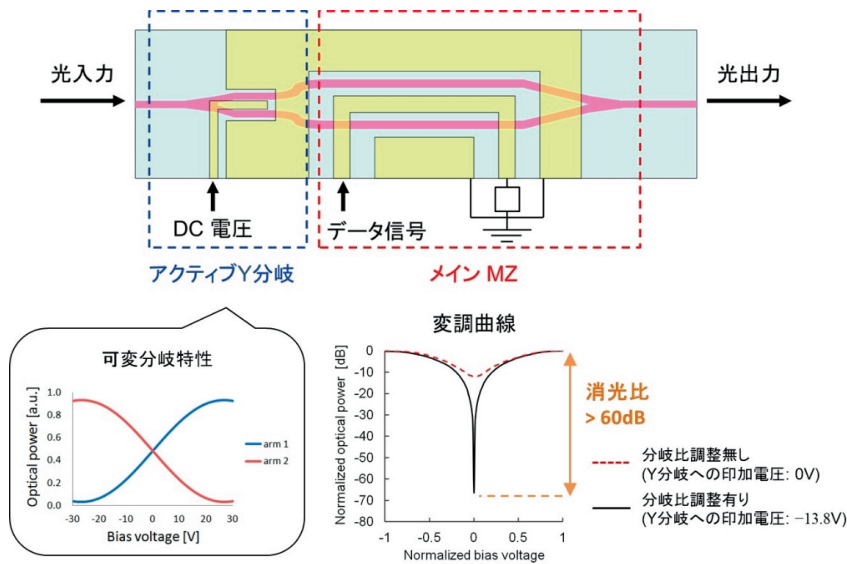 光入力
光出力
DC 電圧
データ信号
アクティブY分岐
メイン MZ
可変分岐特性
Optical power [a.u.]
1.0
0.8
0.6
0.4
0.2
0.0
-30 -20 -10 0 10 20 30
Bias voltage [V]
arm 1
arm 2
変調曲線
Normalized optical power [dB]
0
-10
-20
-30
-40
-50
-60
-70
-80
-1 -0.5 0 0.5 1
Normalized bias voltage
消光比
> 60dB
分岐比調整無し
(Y分岐への印加電圧: 0V)
分岐比調整有り
(Y分岐への印加電圧: −13.8V)